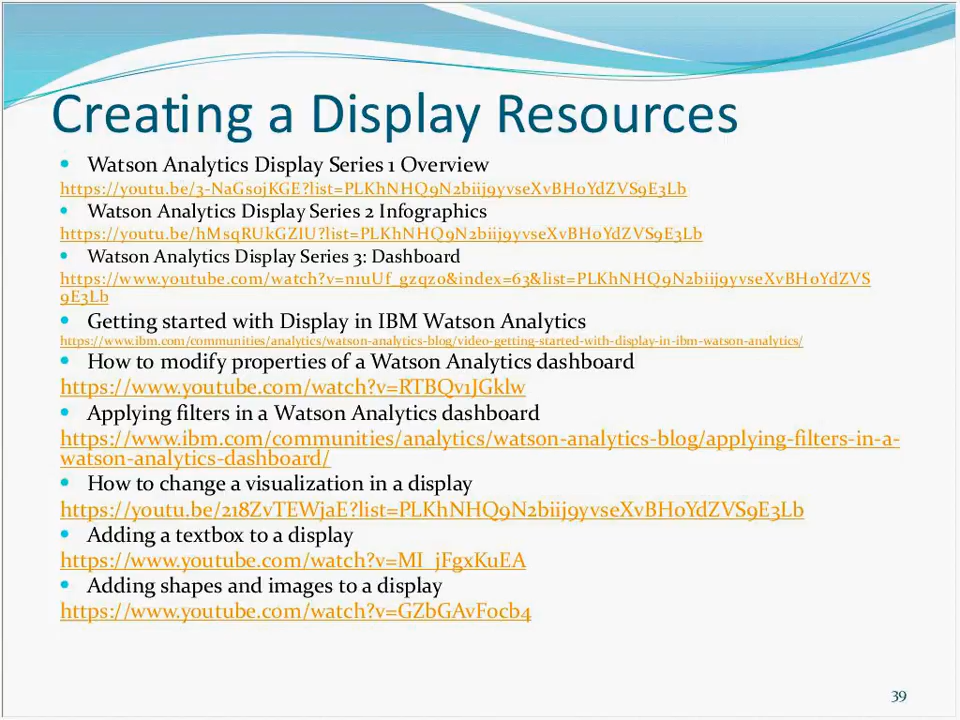 Creating a Display Resources
• Watson Analytics Display Series 1 Overview
https://youtu.be/3-NaGsojKGE?list=PLKhNHQ9N2biij9yvseXvBHoYdZVS9E3Lb
• Watson Analytics Display Series 2 Infographics
https://youtu.be/hMsqRUkGZIU?list=PLKhNHQ9N2biij9yvseXvBHoYdZVS9E3Lb
• Watson Analytics Display Series 3: Dashboard
https://www.youtube.com/watch?v=n1uUf_gzqzo&index=63&list=PLKhNHQ9N2biij9yvseXvBHoYdZVS
9E3Lb
• Getting started with Display in IBM Watson Analytics
https://www.ibm.com/communities/analytics/watson-analytics-blog/video-getting-started-with-display-in-ibm-watson-analytics/
• How to modify properties of a Watson Analytics dashboard
https://www.youtube.com/watch?v=RTBQv1JGklw
• Applying filters in a Watson Analytics dashboard
https://www.ibm.com/communities/analytics/watson-analytics-blog/applying-filters-in-a-
watson-analytics-dashboard/
• How to change a visualization in a display
https://youtu.be/218ZvTEWjaE?list=PLKhNHQ9N2biij9yvseXvBHoYdZVS9E3Lb
• Adding a textbox to a display
https://www.youtube.com/watch?v=MI_jFgxKuEA
• Adding shapes and images to a display
https://www.youtube.com/watch?v=GZbGAvFocb4
39